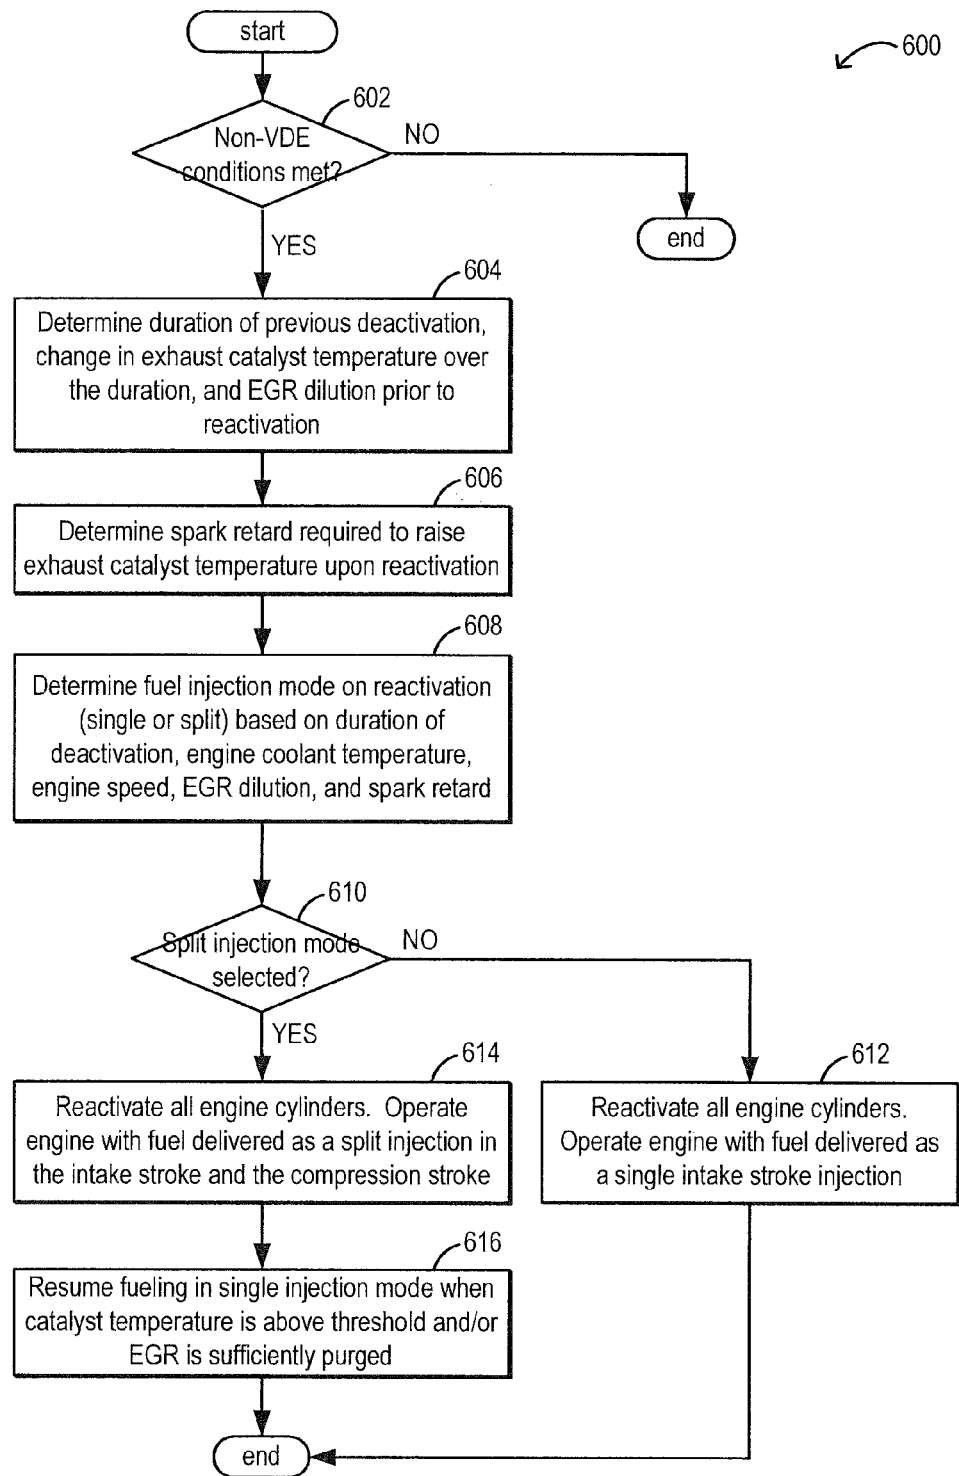 start
600
602
Non-VDE
conditions met?
NO
end
YES
604
Determine duration of previous deactivation,
change in exhaust catalyst temperature over
the duration, and EGR dilution prior to
reactivation
606
Determine spark retard required to raise
exhaust catalyst temperature upon reactivation
608
Determine fuel injection mode on reactivation
(single or split) based on duration of
deactivation, engine coolant temperature,
engine speed, EGR dilution, and spark retard
610
Split injection mode
selected?
NO
YES
614
Reactivate all engine cylinders. Operate
engine with fuel delivered as a split injection in
the intake stroke and the compression stroke
612
Reactivate all engine cylinders.
Operate engine with fuel delivered as
a single intake stroke injection
616
Resume fueling in single injection mode when
catalyst temperature is above threshold and/or
EGR is sufficiently purged
end